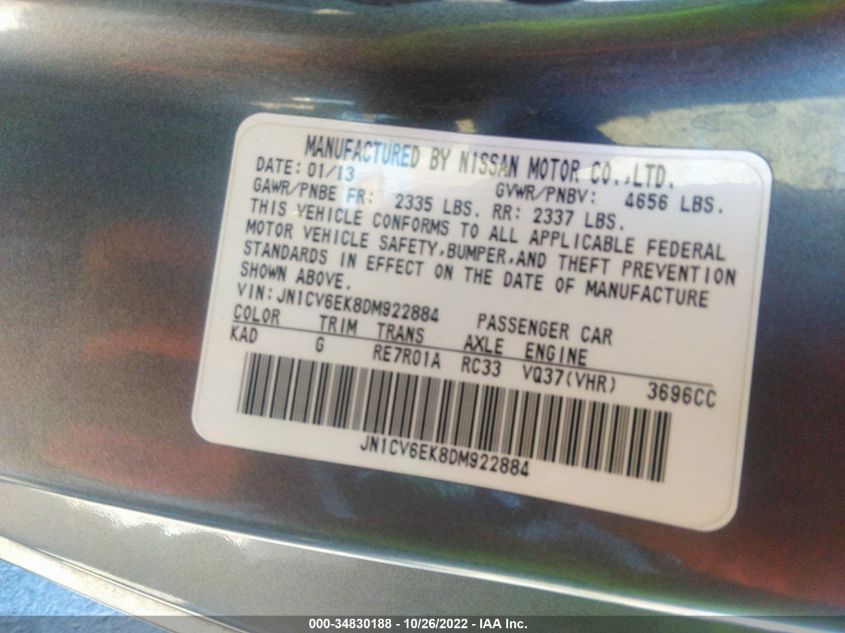 MANUFACTURED BY NISSAN MOTOR CO.,LTD.
DATE: 01/13 GVWR/PNBV: 4656 LBS.
GAWR/PNBE FR: 2335 LBS. RR: 2337 LBS.
THIS VEHICLE CONFORMS TO ALL APPLICABLE FEDERAL
MOTOR VEHICLE SAFETY,BUMPER,AND THEFT PREVENTION
STANDARDS IN EFFECT ON THE DATE OF MANUFACTURE
SHOWN ABOVE.
VIN:JN1CV6EK8DM922884 PASSENGER CAR
COLOR TRIM TRANS AXLE ENGINE
KAD G RE7R01A RC33 VQ37(VHR) 3696CC
JN1CV6EK8DM922884
000-34830188 - 10/26/2022 - IAA Inc.